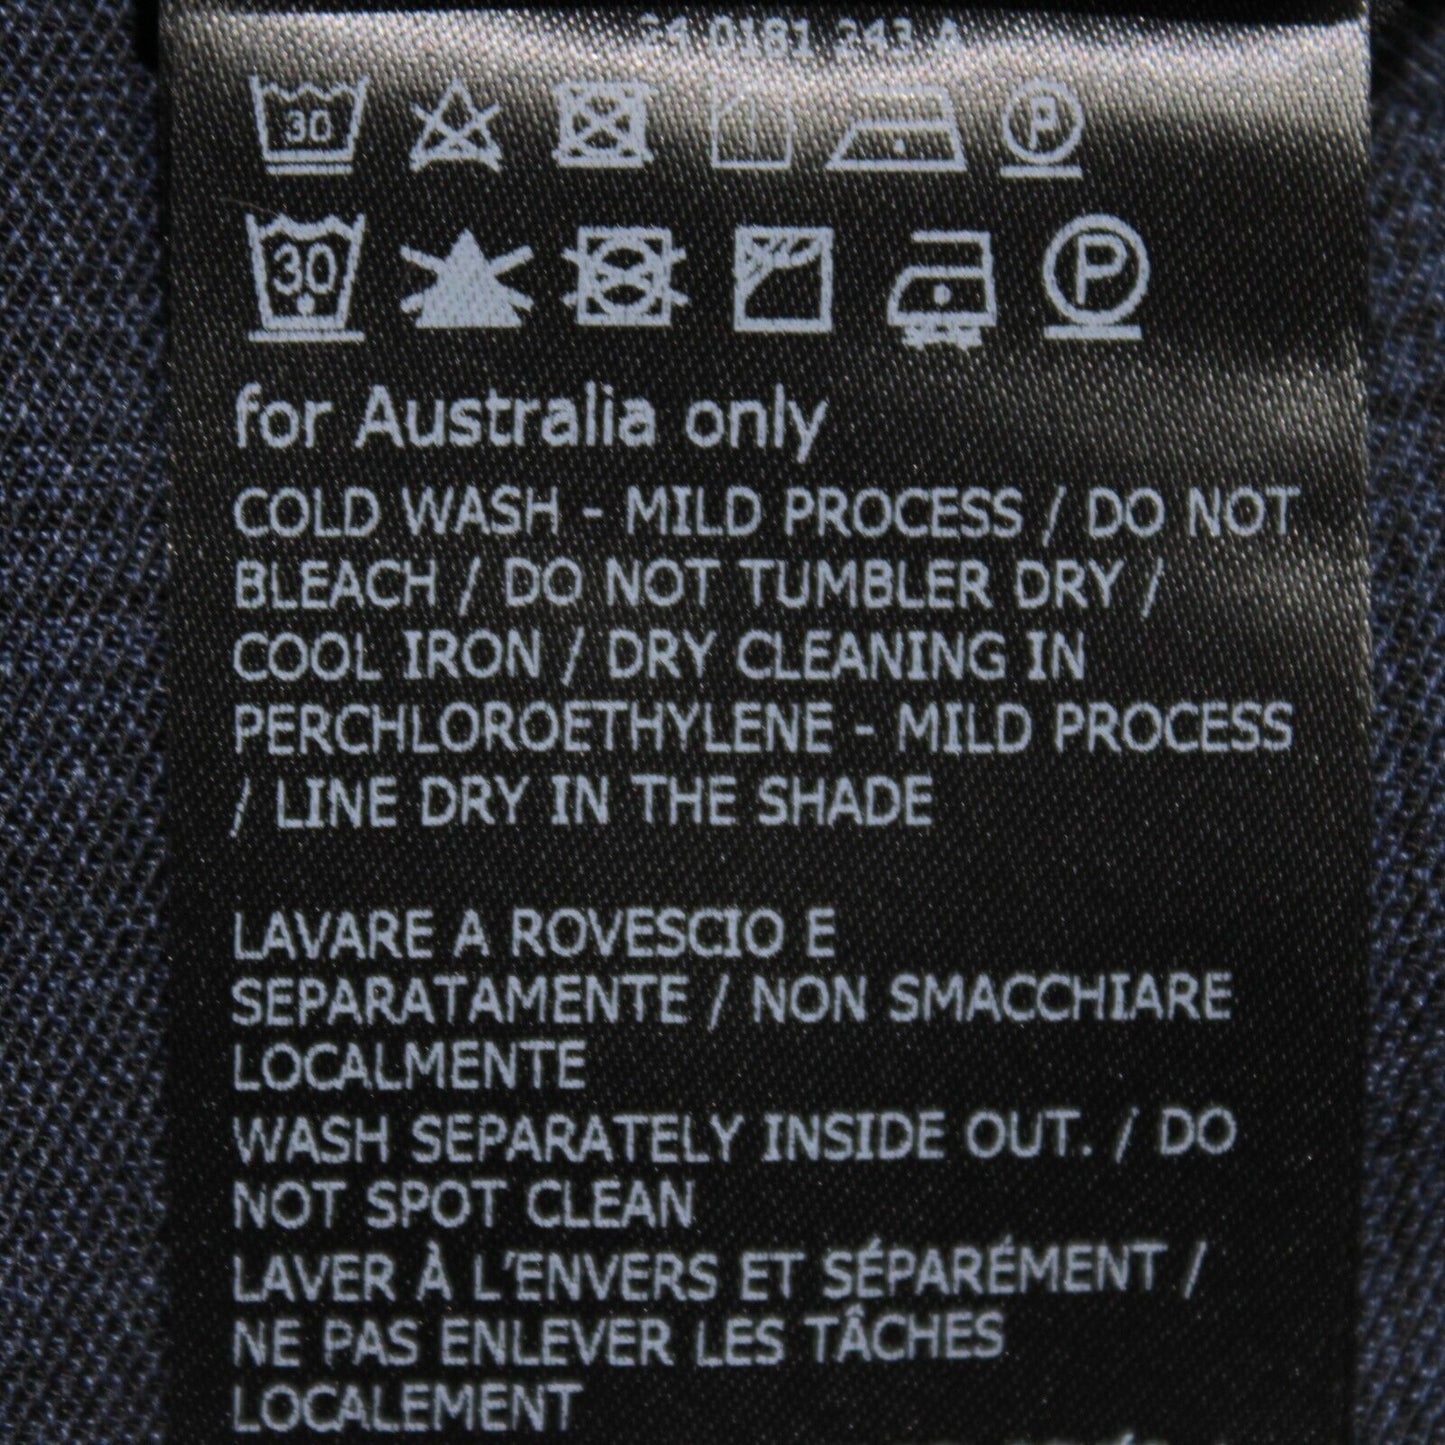 0181 243 A
30 P
30 P
for Australia only
COLD WASH - MILD PROCESS / DO NOT
BLEACH / DO NOT TUMBLER DRY /
COOL IRON / DRY CLEANING IN
PERCHLOROETHYLENE - MILD PROCESS
/ LINE DRY IN THE SHADE
LAVARE A ROVESCIO E
SEPARATAMENTE / NON SMACCHIARE
LOCALMENTE
WASH SEPARATELY INSIDE OUT. / DO
NOT SPOT CLEAN
LAVER À L'ENVERS ET SÉPARÉMENT /
NE PAS ENLEVER LES TÂCHES
LOCALEMENT